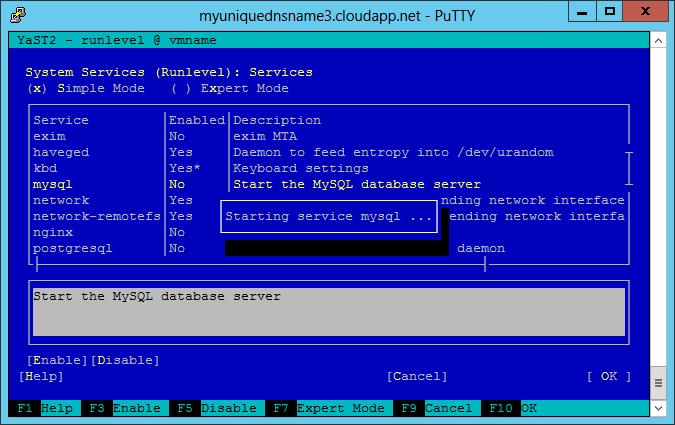 myuniquednsname3.cloudapp.net - PuTTY
YaST2 - runlevel @ vmname
System Services (Runlevel): Services
(x) Simple Mode ( ) Expert Mode
Service Enabled Description
exim No exim MTA
haveged Yes Daemon to feed entropy into /dev/urandom
kbd Yes* Keyboard settings
mysql No Start the MySQL database server
network Yes nding network interface
network-remotefs Yes Starting service mysql ... ending network interfa
nginx No
postgresql No daemon
Start the MySQL database server
[Enable][Disable]
[Help] [Cancel] [ OK ]
F1 Help F3 Enable F5 Disable F7 Expert Mode F9 Cancel F10 OK